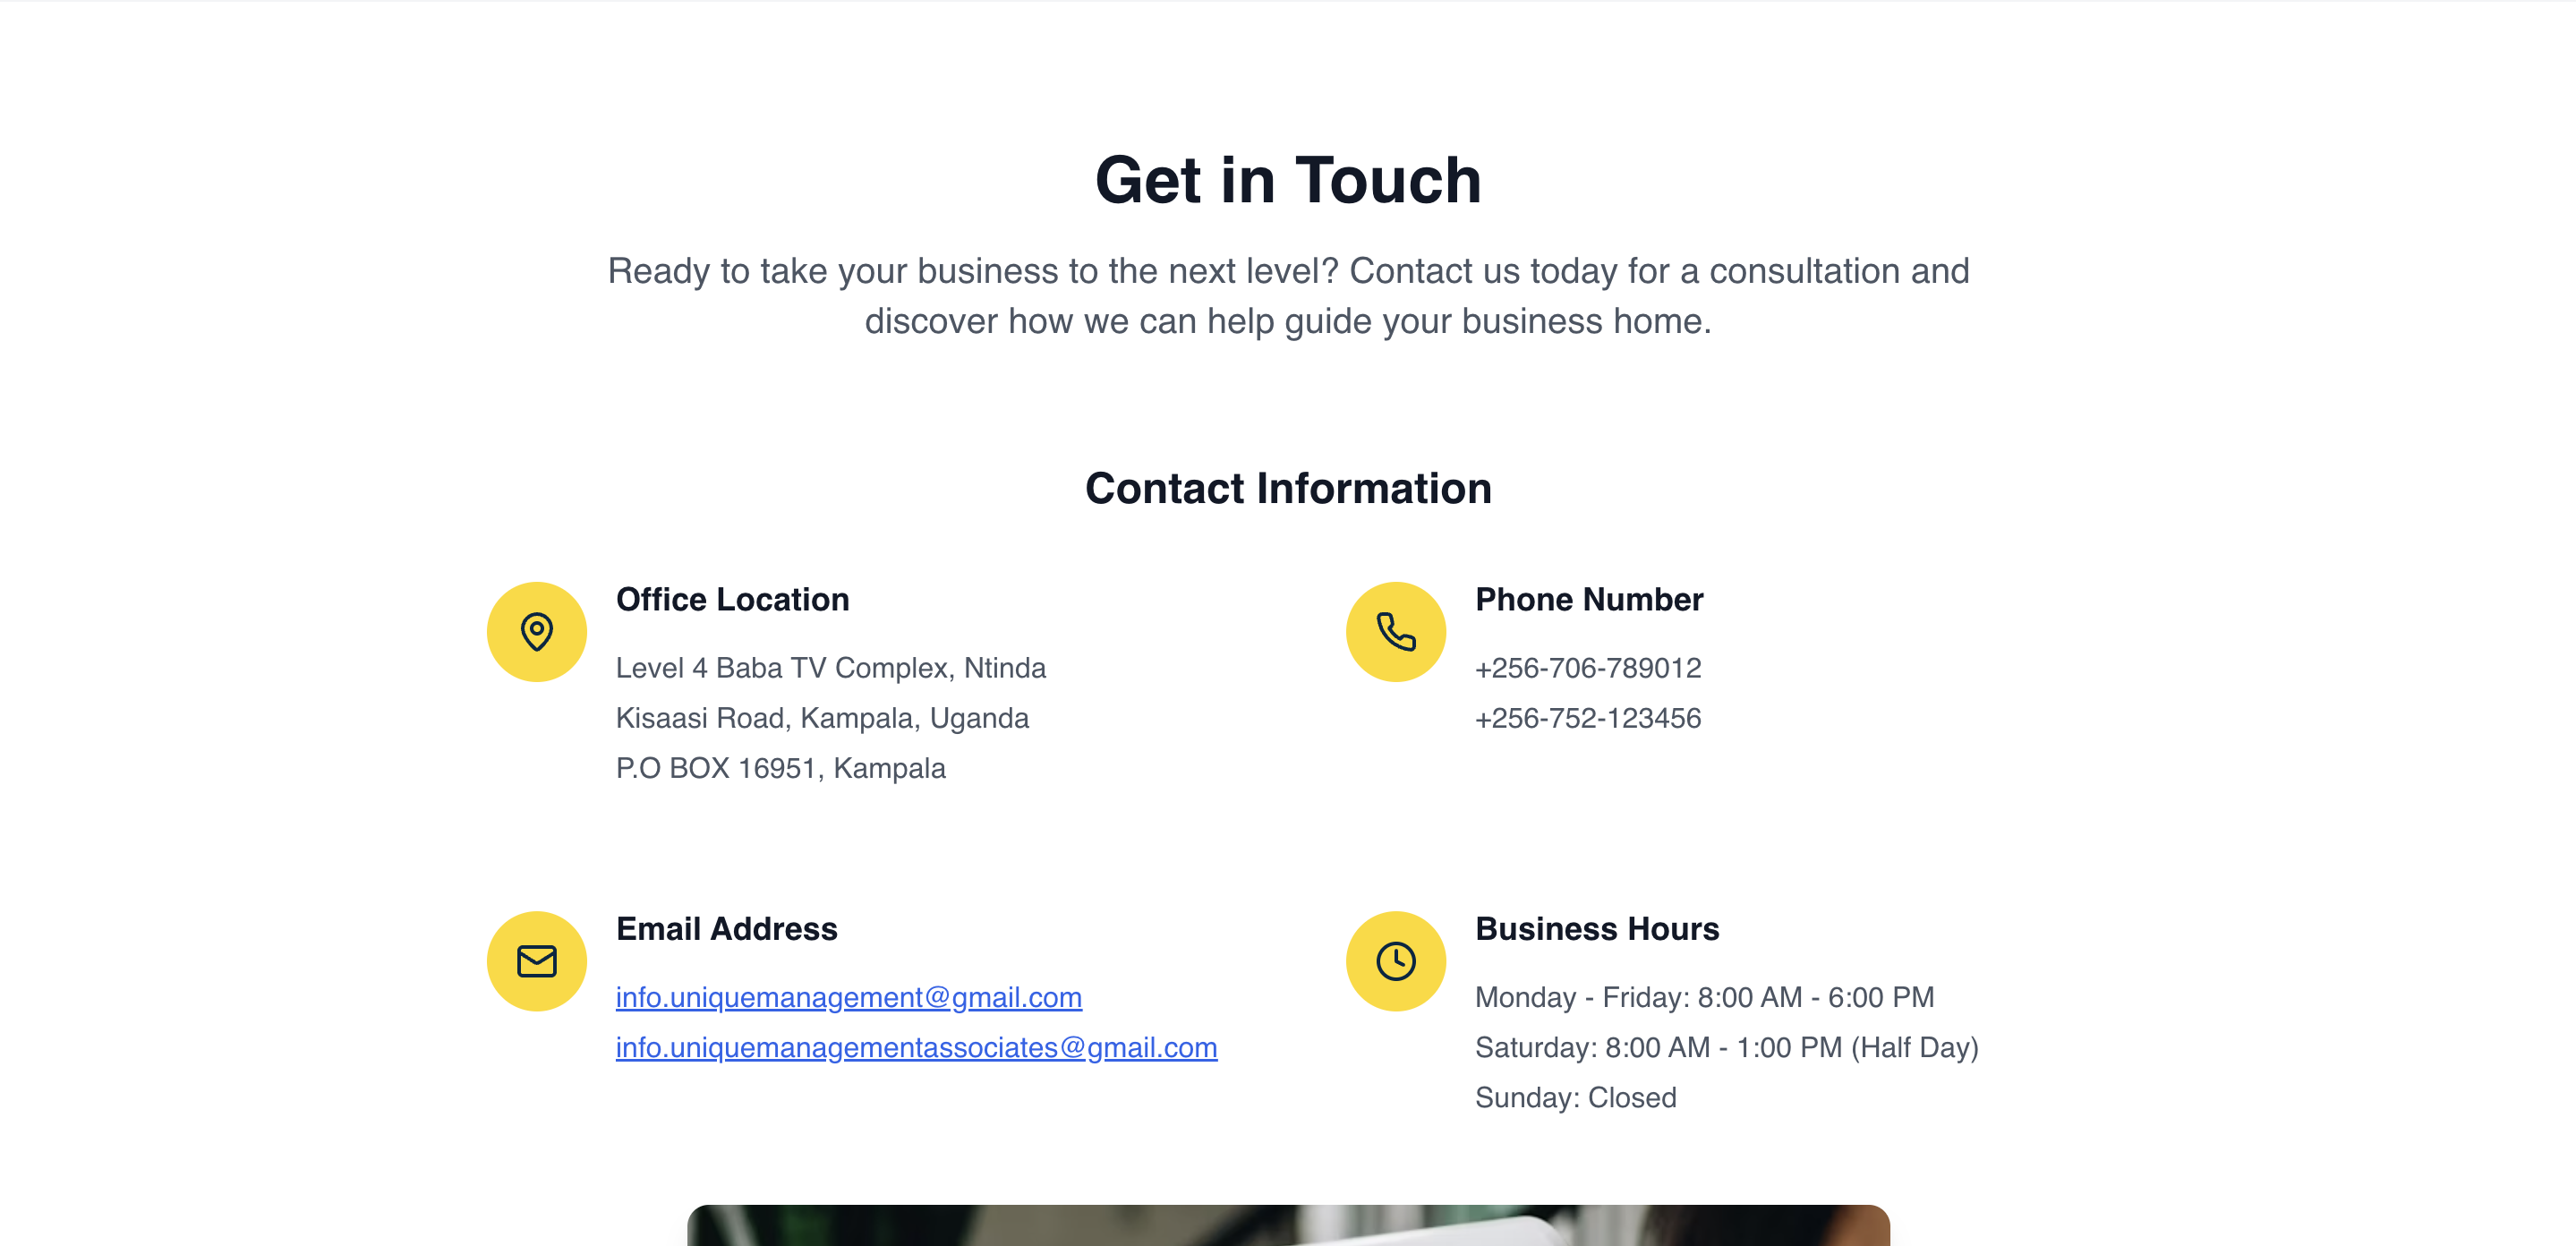 Get in Touch
Ready to take your business to the next level? Contact us today for a consultation and
discover how we can help guide your business home.
Contact Information
Office Location
Level 4 Baba TV Complex, Ntinda
Kisaasi Road, Kampala, Uganda
P.O BOX 16951, Kampala
Phone Number
+256-706-789012
+256-752-123456
Email Address
info.uniquemanagement@gmail.com
info.uniquemanagementassociates@gmail.com
Business Hours
Monday - Friday: 8:00 AM - 6:00 PM
Saturday: 8:00 AM - 1:00 PM (Half Day)
Sunday: Closed